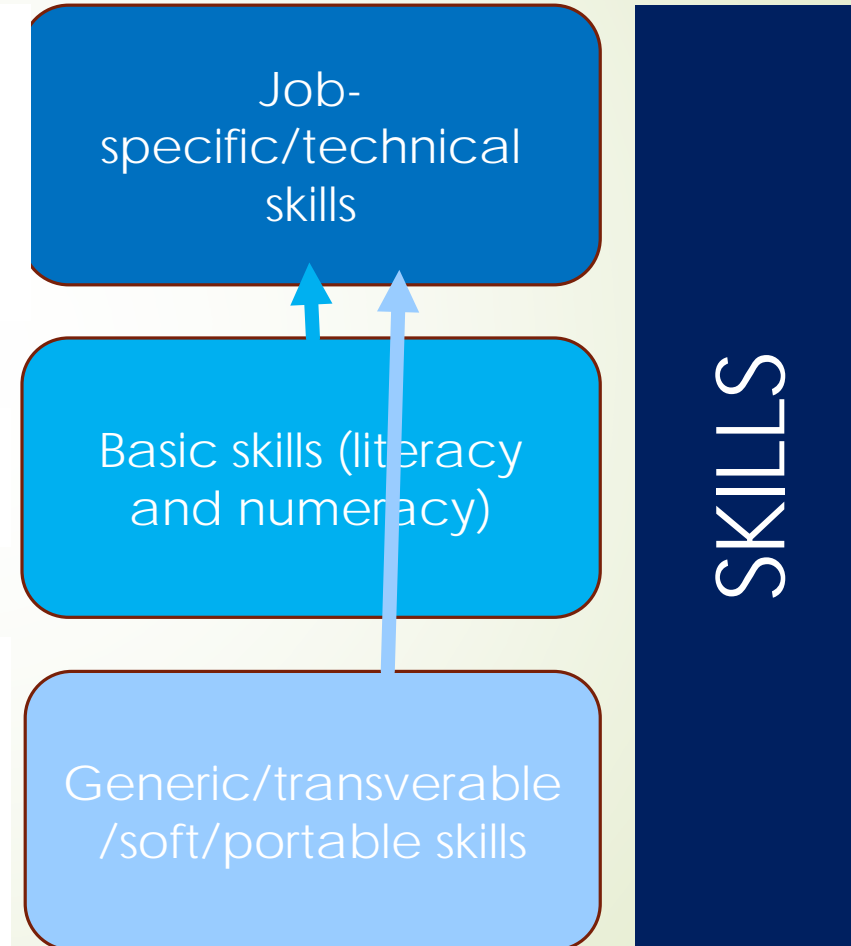 Job-
specific/technical
skills
Basic skills (literacy
and numeracy)
Generic/transverable
/soft/portable skills
SKILLS